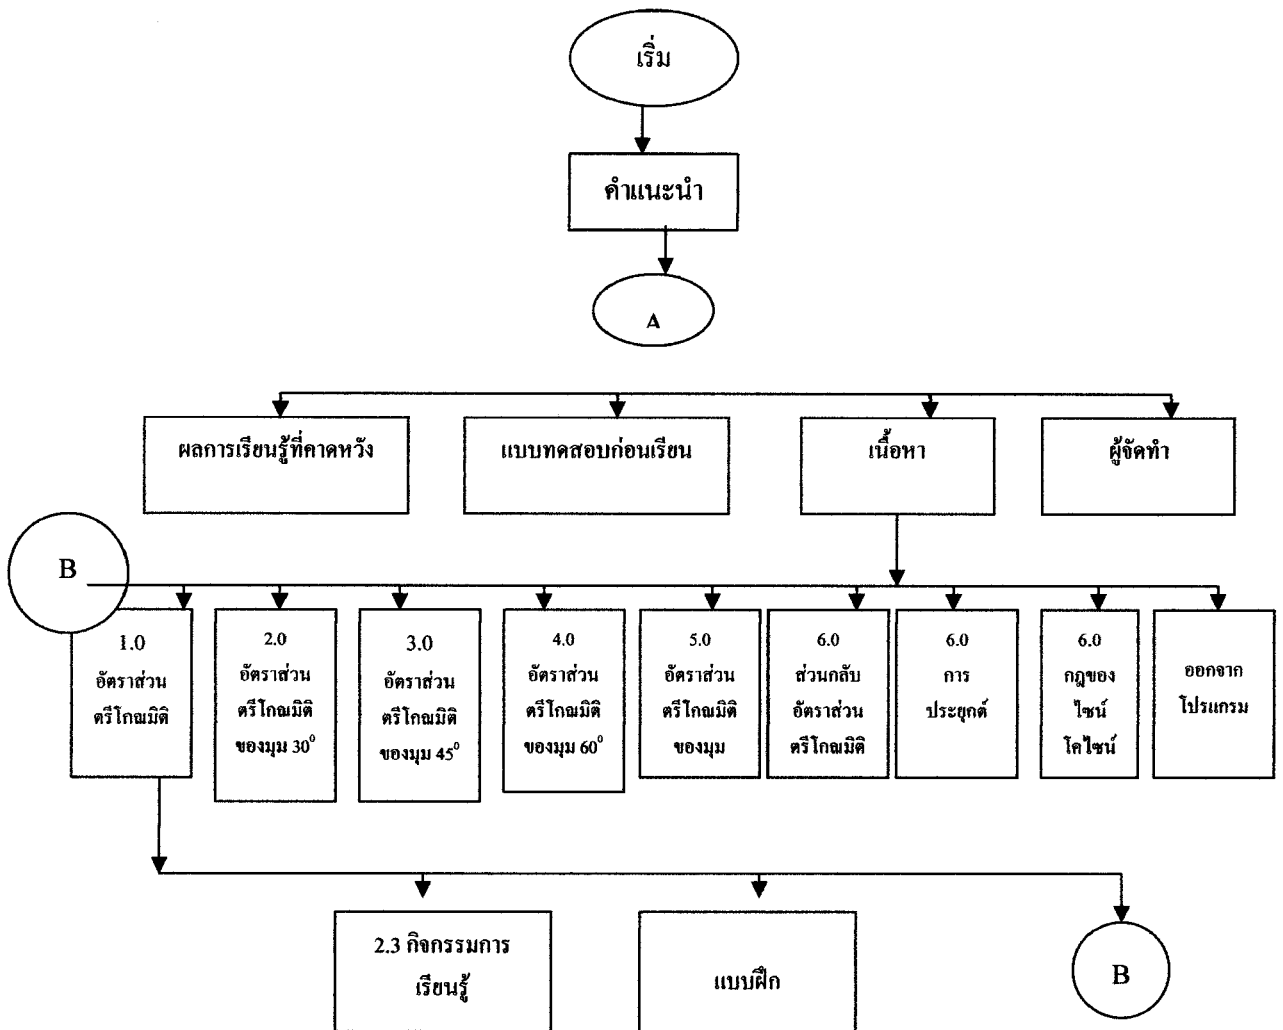 เริ่ม
คำแนะนำ
A
ผลการเรียนรู้ที่คาดหวัง
แบบทดสอบก่อนเรียน
เนื้อหา
ผู้จัดทำ
B
1.0
อัตราส่วน
ตรีโกณมิติ
2.0
อัตราส่วน
ตรีโกณมิติ
ของมุม 30⁰
3.0
อัตราส่วน
ตรีโกณมิติ
ของมุม 45⁰
4.0
อัตราส่วน
ตรีโกณมิติ
ของมุม 60⁰
5.0
อัตราส่วน
ตรีโกณมิติ
ของมุม
6.0
ส่วนกลับ
อัตราส่วน
ตรีโกณมิติ
6.0
การ
ประยุกต์
6.0
กฎของ
ไซน์
โคไซน์
ออกจาก
โปรแกรม
2.3 กิจกรรมการ
เรียนรู้
แบบฝึก
B